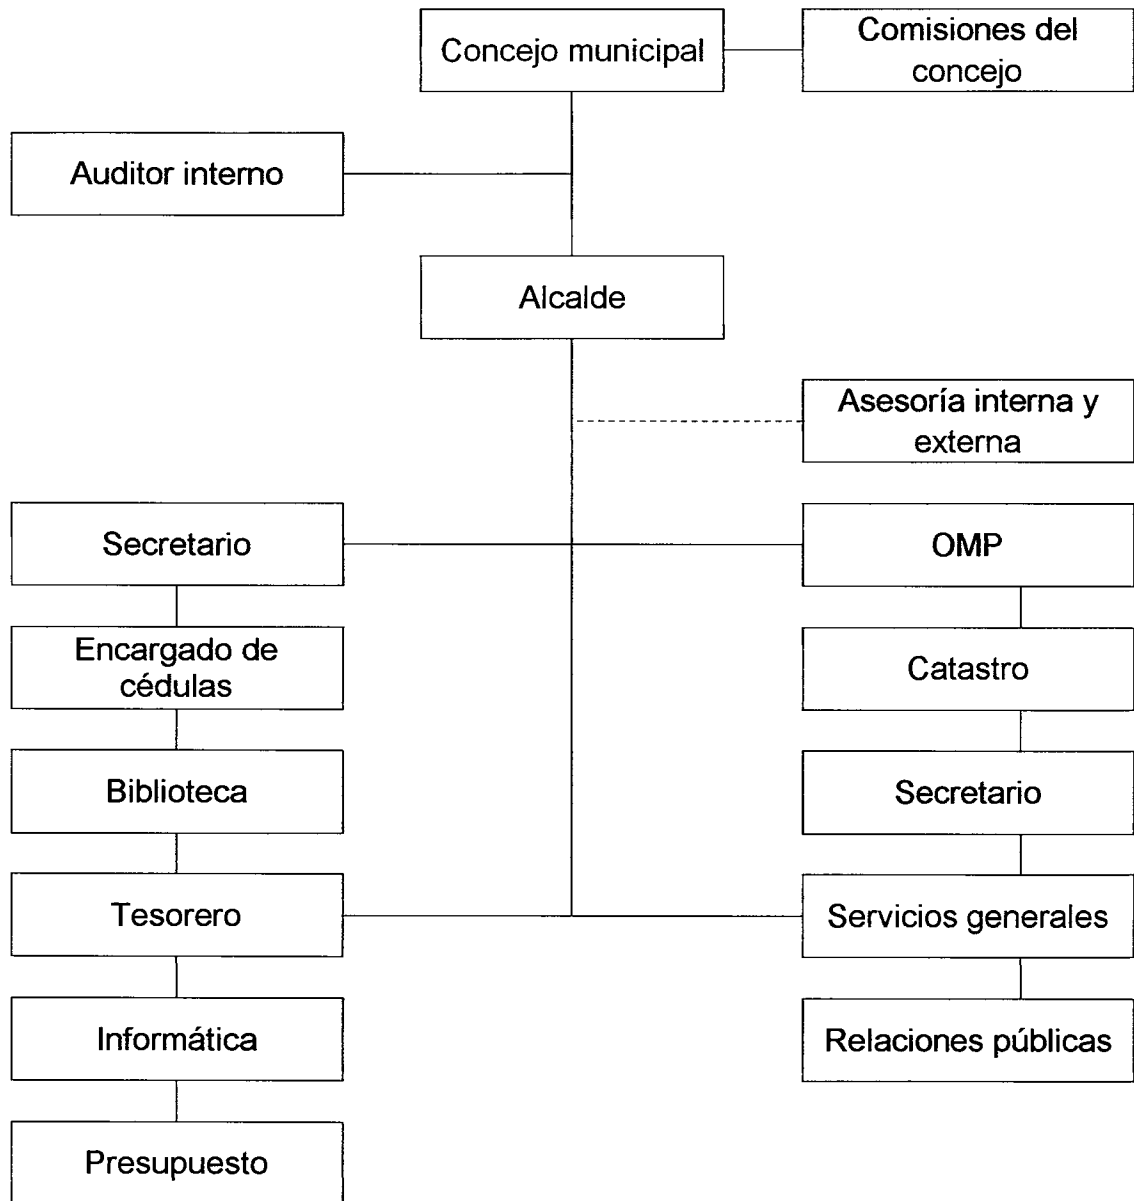 Concejo municipal
Comisiones del
concejo
Auditor interno
Alcalde
Asesoría interna y
externa
Secretario
OMP
Encargado de
cédulas
Catastro
Biblioteca
Secretario
Tesorero
Servicios generales
Informática
Relaciones públicas
Presupuesto